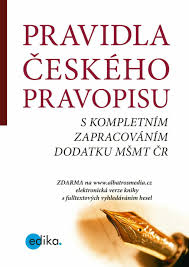 PRAVIDLA
ČESKÉHO
PRAVOPISU
S KOMPLETNÍM
ZAPRACOVÁNÍM
DODATKU MŠMT ČR
ZDARMA na www.albatrosmedia.cz
elektronická verze knihy
s fulltextovým vyhledáváním hesel
edika.